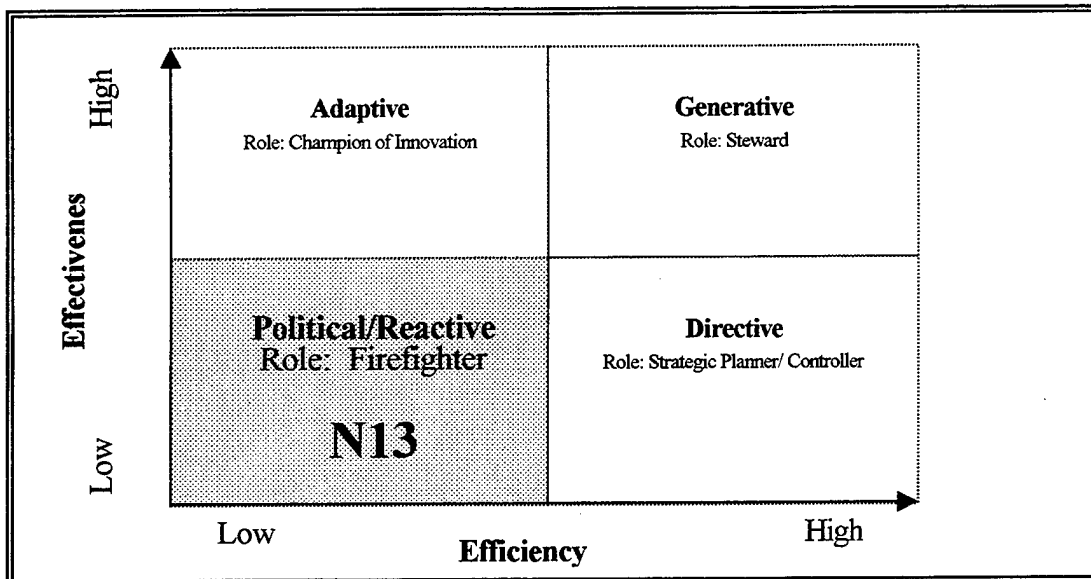 High
Adaptive
Role: Champion of Innovation
Generative
Role: Steward
Effectivenes
Political/Reactive
Role: Firefighter
N13
Directive
Role: Strategic Planner/ Controller
Low
Low
High
Efficiency